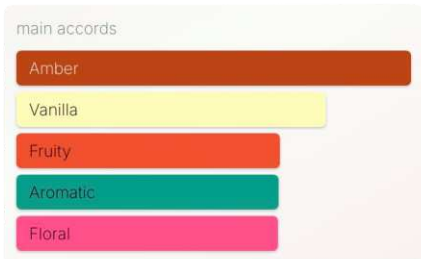 main accords
Amber
Vanilla
Fruity
Aromatic
Floral